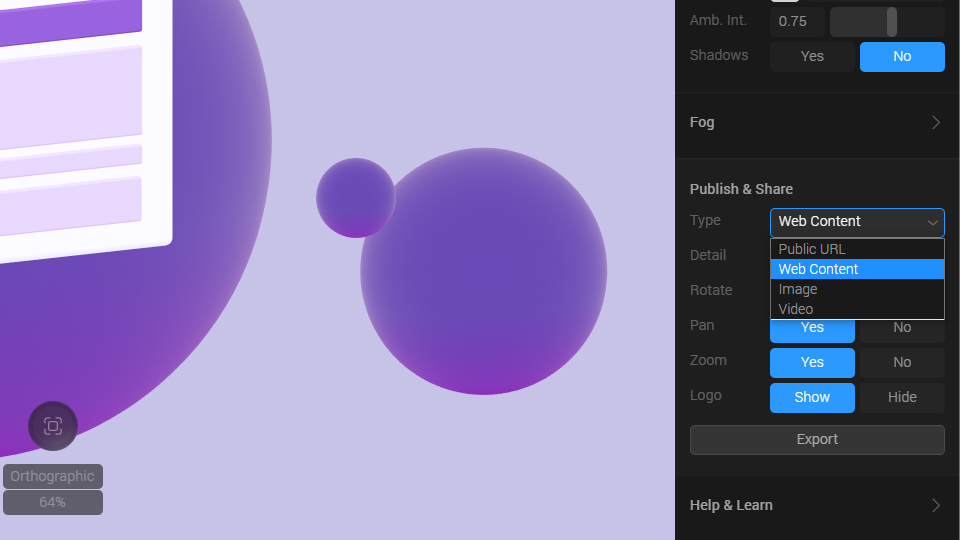 Amb. Int. 0.75
Shadows Yes No
Fog
Publish & Share
Type Web Content
Public URL
Detail
Web Content
Rotate Image
Video
Pan Yes No
Zoom Yes No
Logo Show Hide
Export
Orthographic
64%
Help & Learn